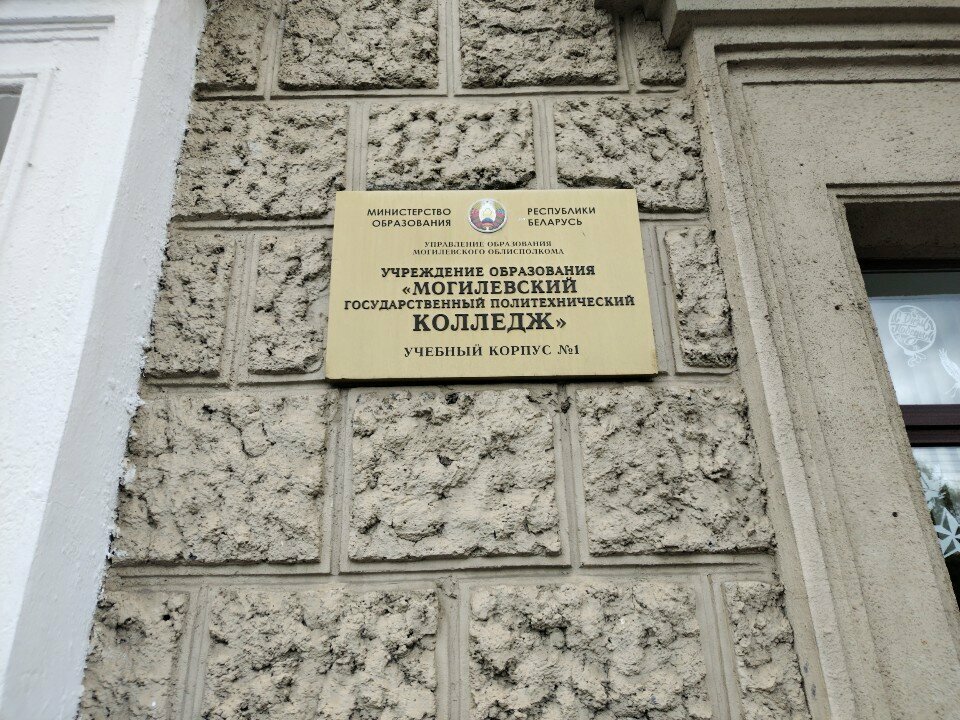 МИНИСТЕРСТВО РЕСПУБЛИКИ
ОБРАЗОВАНИЯ БЕЛАРУСЬ
УПРАВЛЕНИЕ ОБРАЗОВАНИЯ
МОГИЛЕВСКОГО ОБЛИСПОЛКОМА
УЧРЕЖДЕНИЕ ОБРАЗОВАНИЯ
«МОГИЛЕВСКИЙ
ГОСУДАРСТВЕННЫЙ ПОЛИТЕХНИЧЕСКИЙ
КОЛЛЕДЖ»
УЧЕБНЫЙ КОРПУС №1